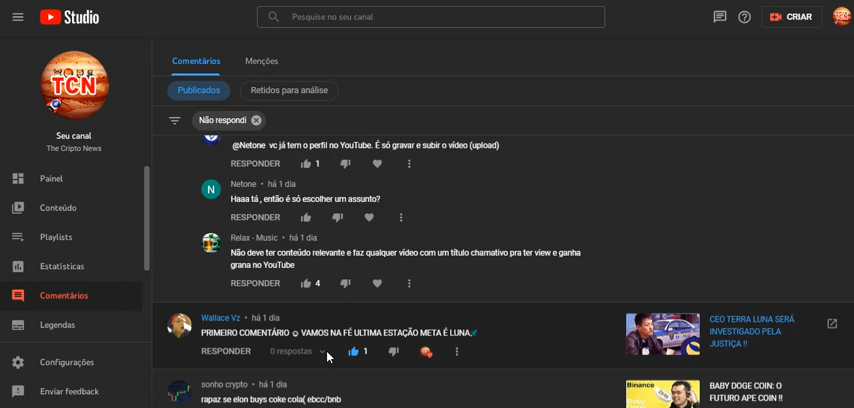 Studio
Pesquise no seu canal
CRIAR
TCN
Seu canal
The Cripto News
Painel
Conteúdo
Playlists
Estatísticas
Comentários
Legendas
Configurações
Enviar feedback
Comentários
Menções
Publicados
Retidos para análise
Não respondi
@Netone vc já tem o perfil no YouTube. É só gravar e subir o vídeo (upload)
RESPONDER 1
N
Netone • há 1 dia
Haaa tá , então é só escolher um assunto?
RESPONDER
Relax - Music • há 1 dia
Não deve ter conteúdo relevante e faz qualquer vídeo com um título chamativo pra ter view e ganha
grana no YouTube
RESPONDER 4
Wallace Vz • há 1 dia
PRIMEIRO COMENTÁRIO ☺ VAMOS NA FÉ ULTIMA ESTAÇÃO META É LUNA🚀
RESPONDER 0 respostas 1
CEO TERRA LUNA SERÁ
INVESTIGADO PELA
JUSTIÇA !!
sonho crypto • há 1 dia
rapaz se elon buys coke cola( ebcc/bnb
Binance
BABY DOGE COIN: O
FUTURO APE COIN !!